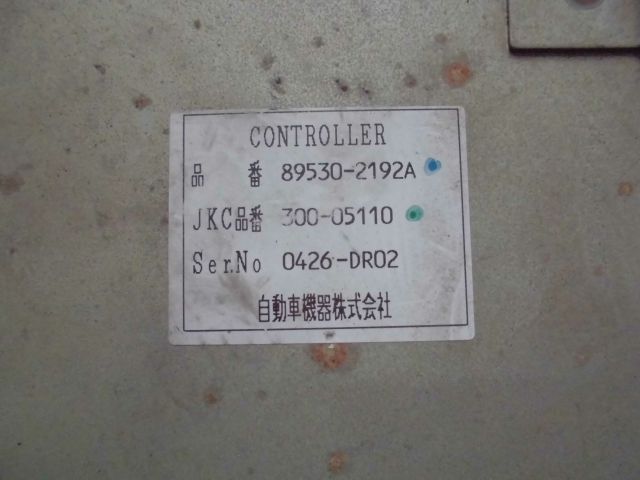 CONTROLLER
品番 89530-2192A
JKC品番 300-05110
Ser.No 0426-DR02
自動車機器株式会社